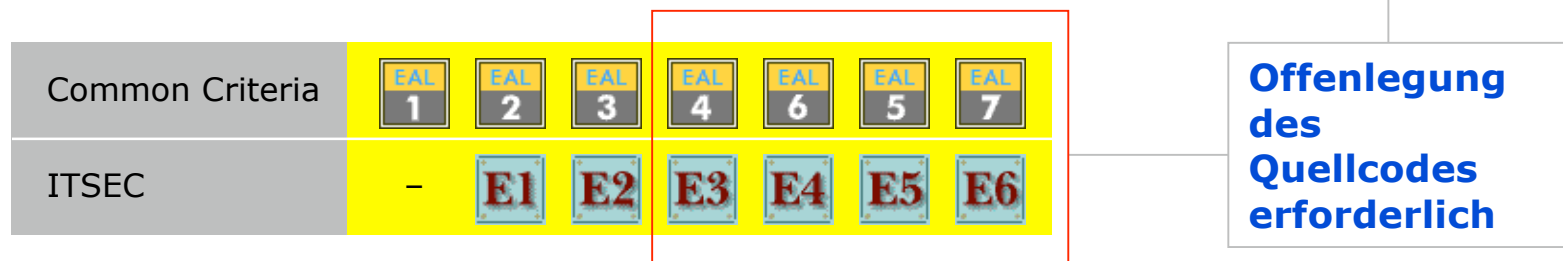 Common Criteria EAL 1 EAL 2 EAL 3 EAL 4 EAL 6 EAL 5 EAL 7
ITSEC – E1 E2 E3 E4 E5 E6
Offenlegung
des
Quellcodes
erforderlich